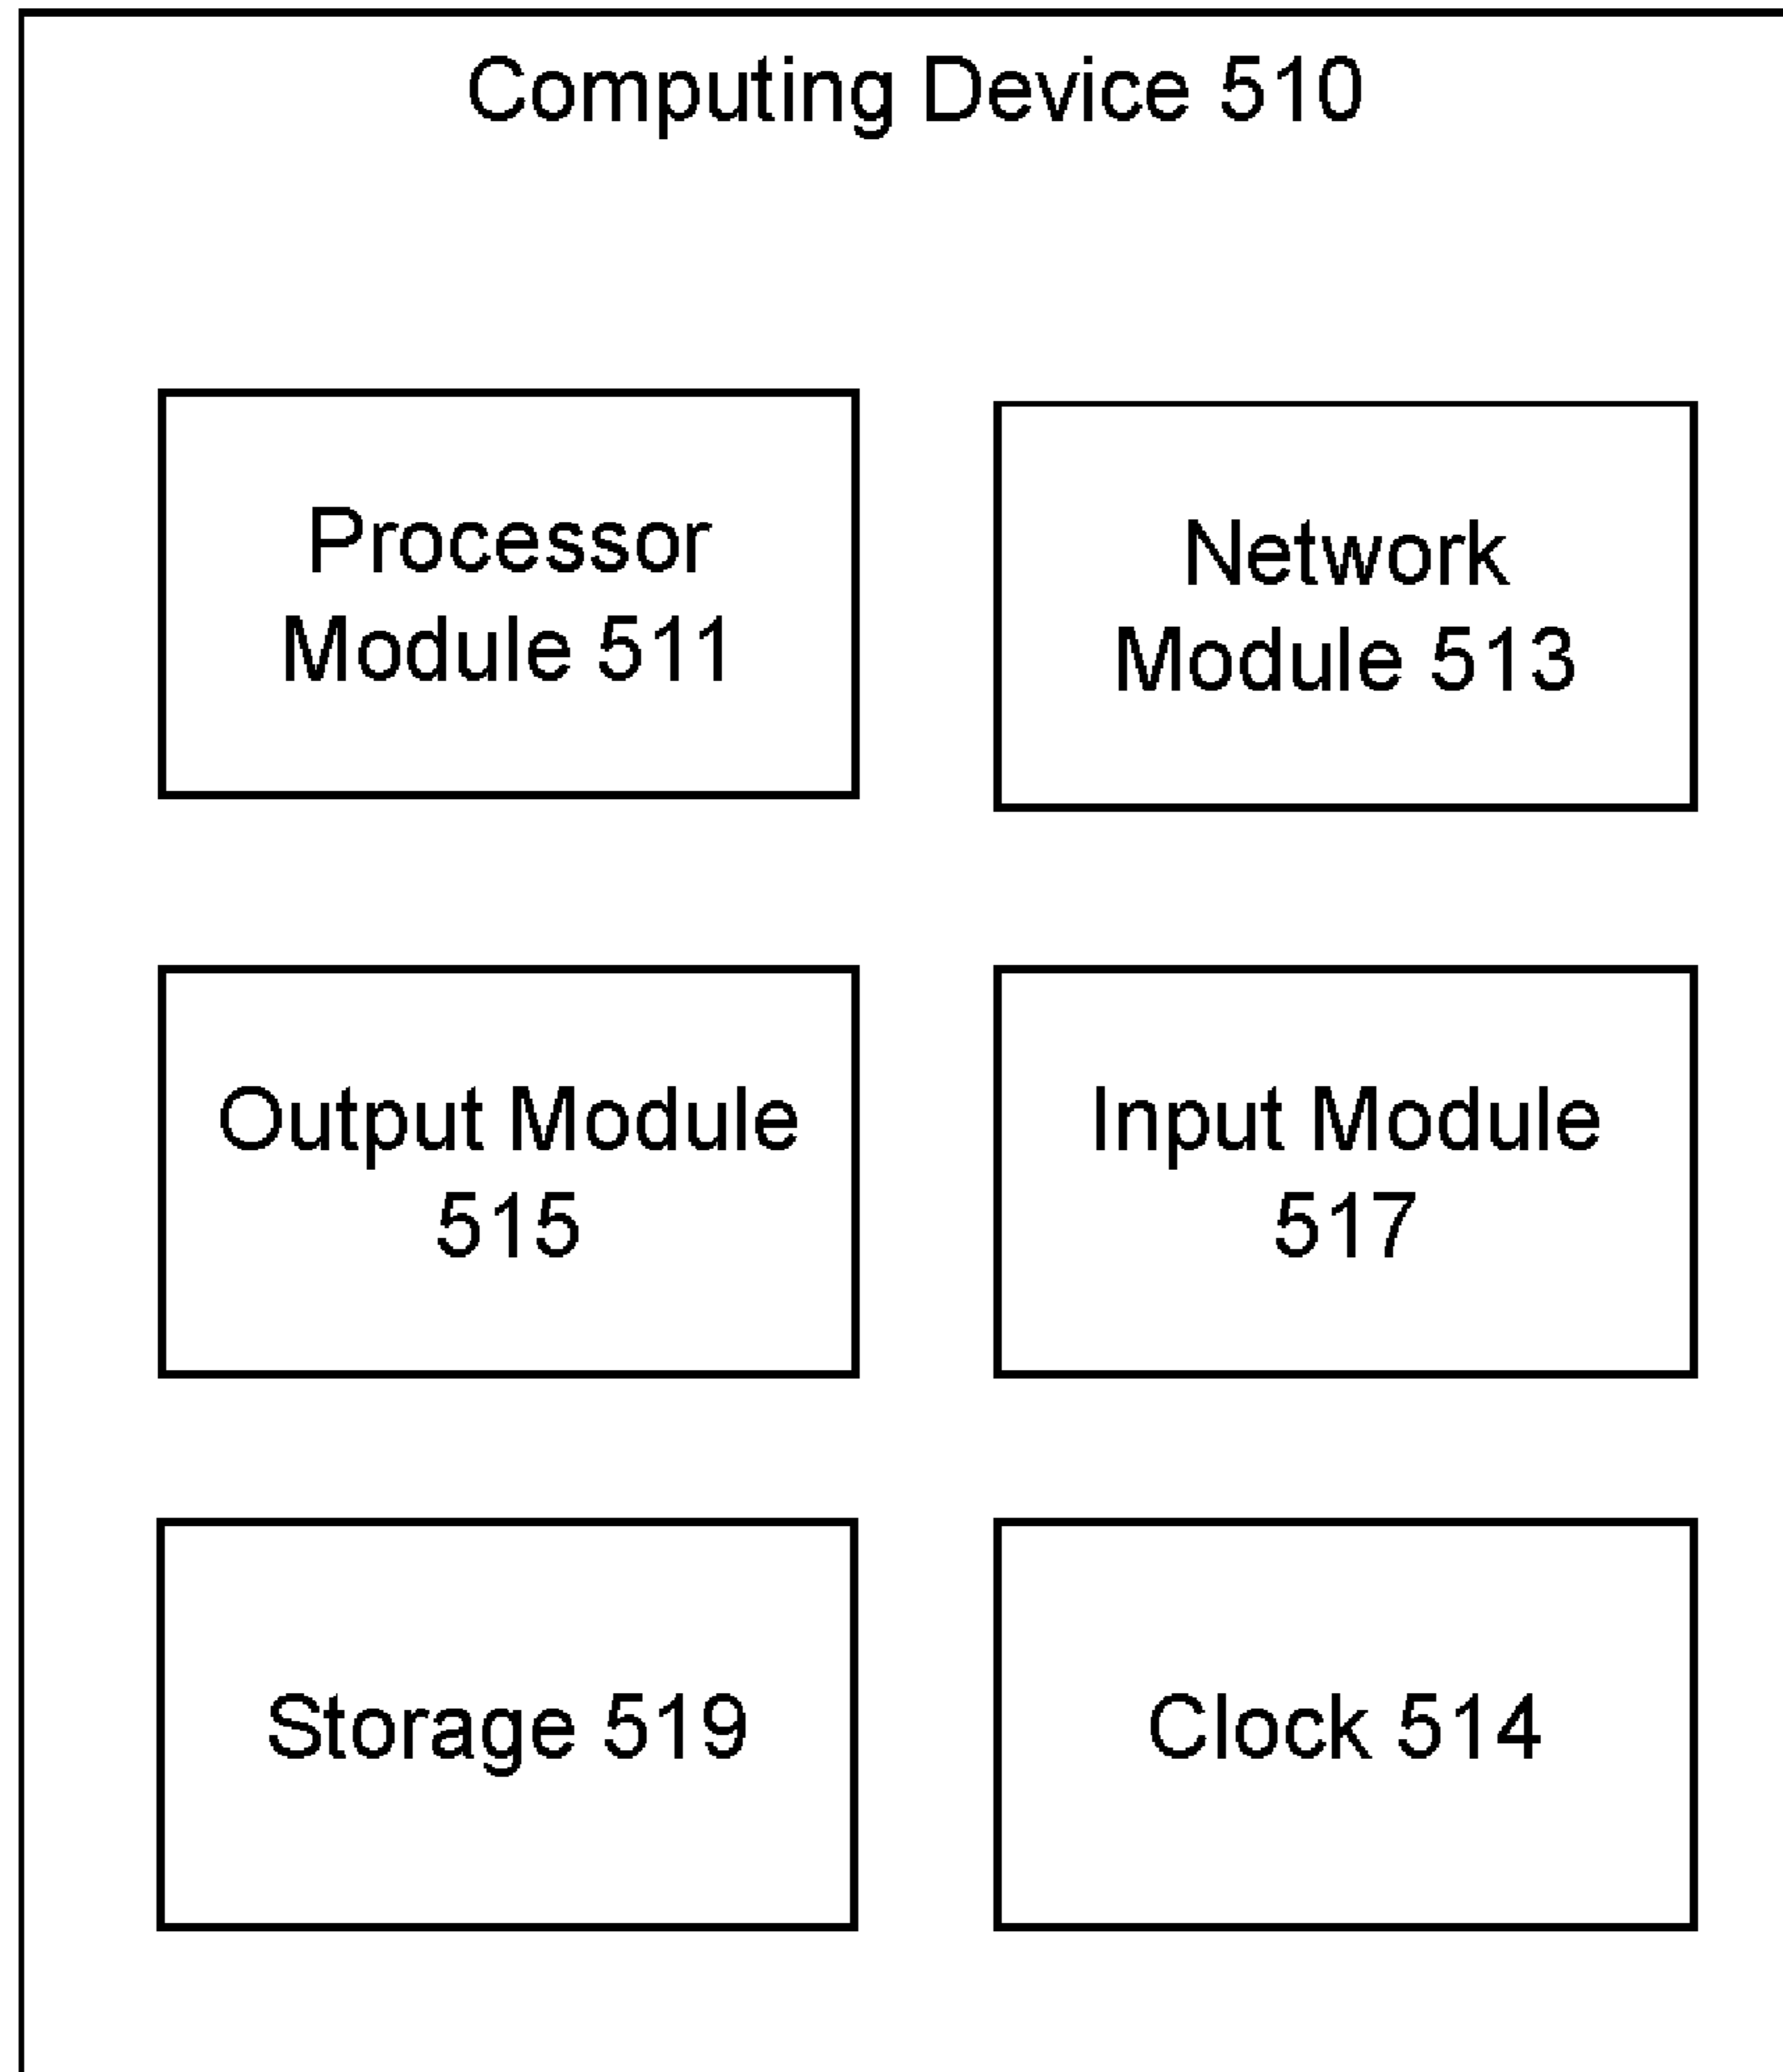 Computing Device 510
Processor
Module 511
Network
Module 513
Output Module
515
Input Module
517
Storage 519
Clock 514